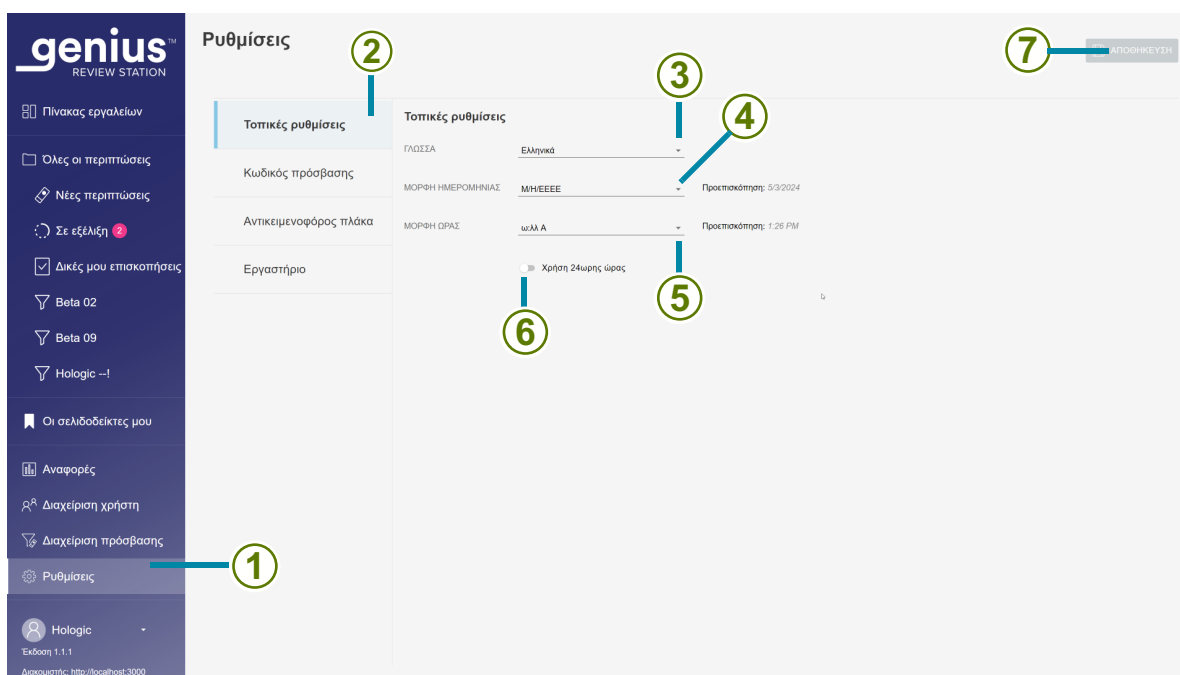 genius™
REVIEW STATION
Πίνακας εργαλείων
Όλες οι περιπτώσεις
Νέες περιπτώσεις
Σε εξέλιξη 2
Δικές μου επισκοπήσεις
Beta 02
Beta 09
Hologic --!
Οι σελιδοδείκτες μου
Αναφορές
Διαχείριση χρήστη
Διαχείριση πρόσβασης
Ρυθμίσεις
Hologic
Έκδοση 1.1.1
Διακομιστής: http://localhost:3000
1
Ρυθμίσεις
2
Τοπικές ρυθμίσεις
Κωδικός πρόσβασης
Αντικειμενοφόρος πλάκα
Εργαστήριο
Τοπικές ρυθμίσεις
3
ΓΛΩΣΣΑ Ελληνικά
4
ΜΟΡΦΗ ΗΜΕΡΟΜΗΝΙΑΣ Μ/Η/ΕΕΕΕ Προεπισκόπηση: 5/3/2024
ΜΟΡΦΗ ΩΡΑΣ ω:λλ Α Προεπισκόπηση: 1:26 PM
5
Χρήση 24ωρης ώρας
6
7
ΑΠΟΘΗΚΕΥΣΗ